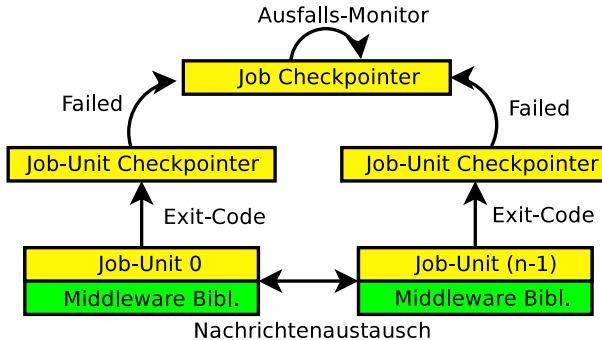 Ausfalls-Monitor
Job Checkpointer
Failed
Failed
Job-Unit Checkpointer
Job-Unit Checkpointer
Exit-Code
Exit-Code
Job-Unit 0
Job-Unit (n-1)
Middleware Bibl.
Middleware Bibl.
Nachrichtenaustausch